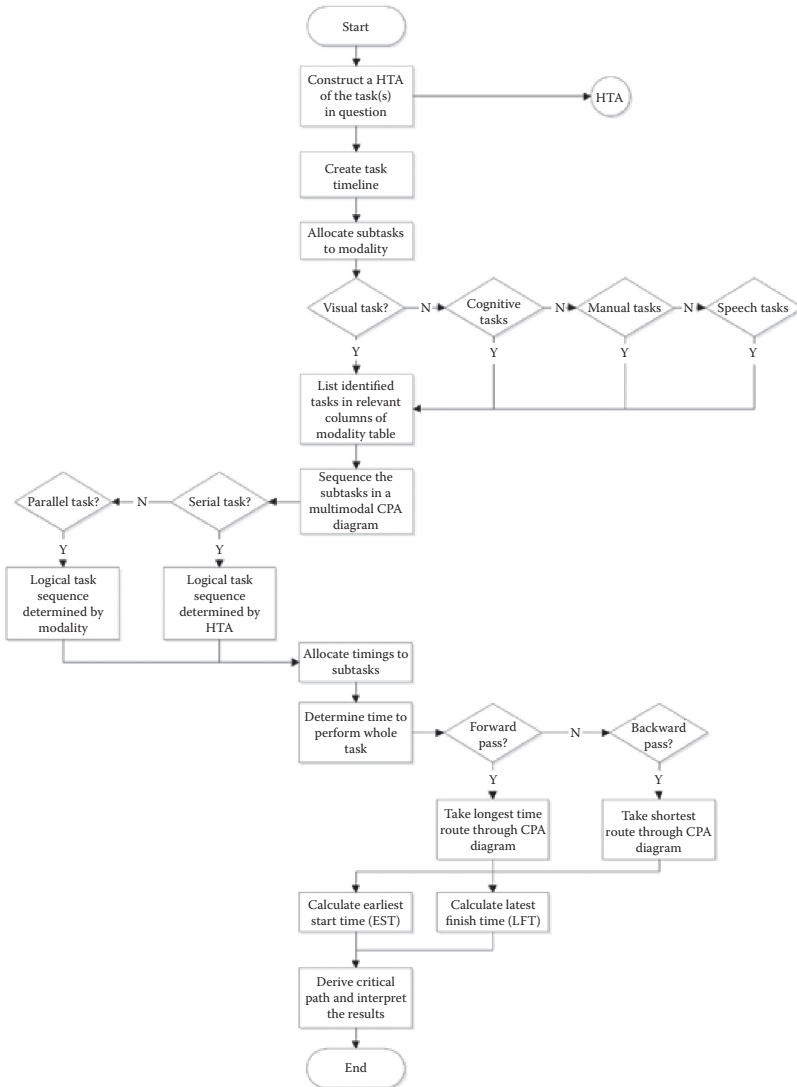 Start
Construct a HTA
of the task(s)
in question
HTA
Create task
timeline
Allocate subtasks
to modality
Visual task?
N
Cognitive
tasks
N
Manual tasks
N
Speech tasks
Y
Y
Y
Y
List identified
tasks in relevant
columns of
modality table
Sequence the
subtasks in a
multimodal CPA
diagram
Serial task?
N
Parallel task?
Y
Y
Logical task
sequence
determined by
modality
Logical task
sequence
determined by
HTA
Allocate timings to
subtasks
Determine time to
perform whole
task
Forward
pass?
N
Backward
pass?
Y
Y
Take longest time
route through CPA
diagram
Take shortest
route through CPA
diagram
Calculate earliest
start time (EST)
Calculate latest
finish time (LFT)
Derive critical
path and interpret
the results
End